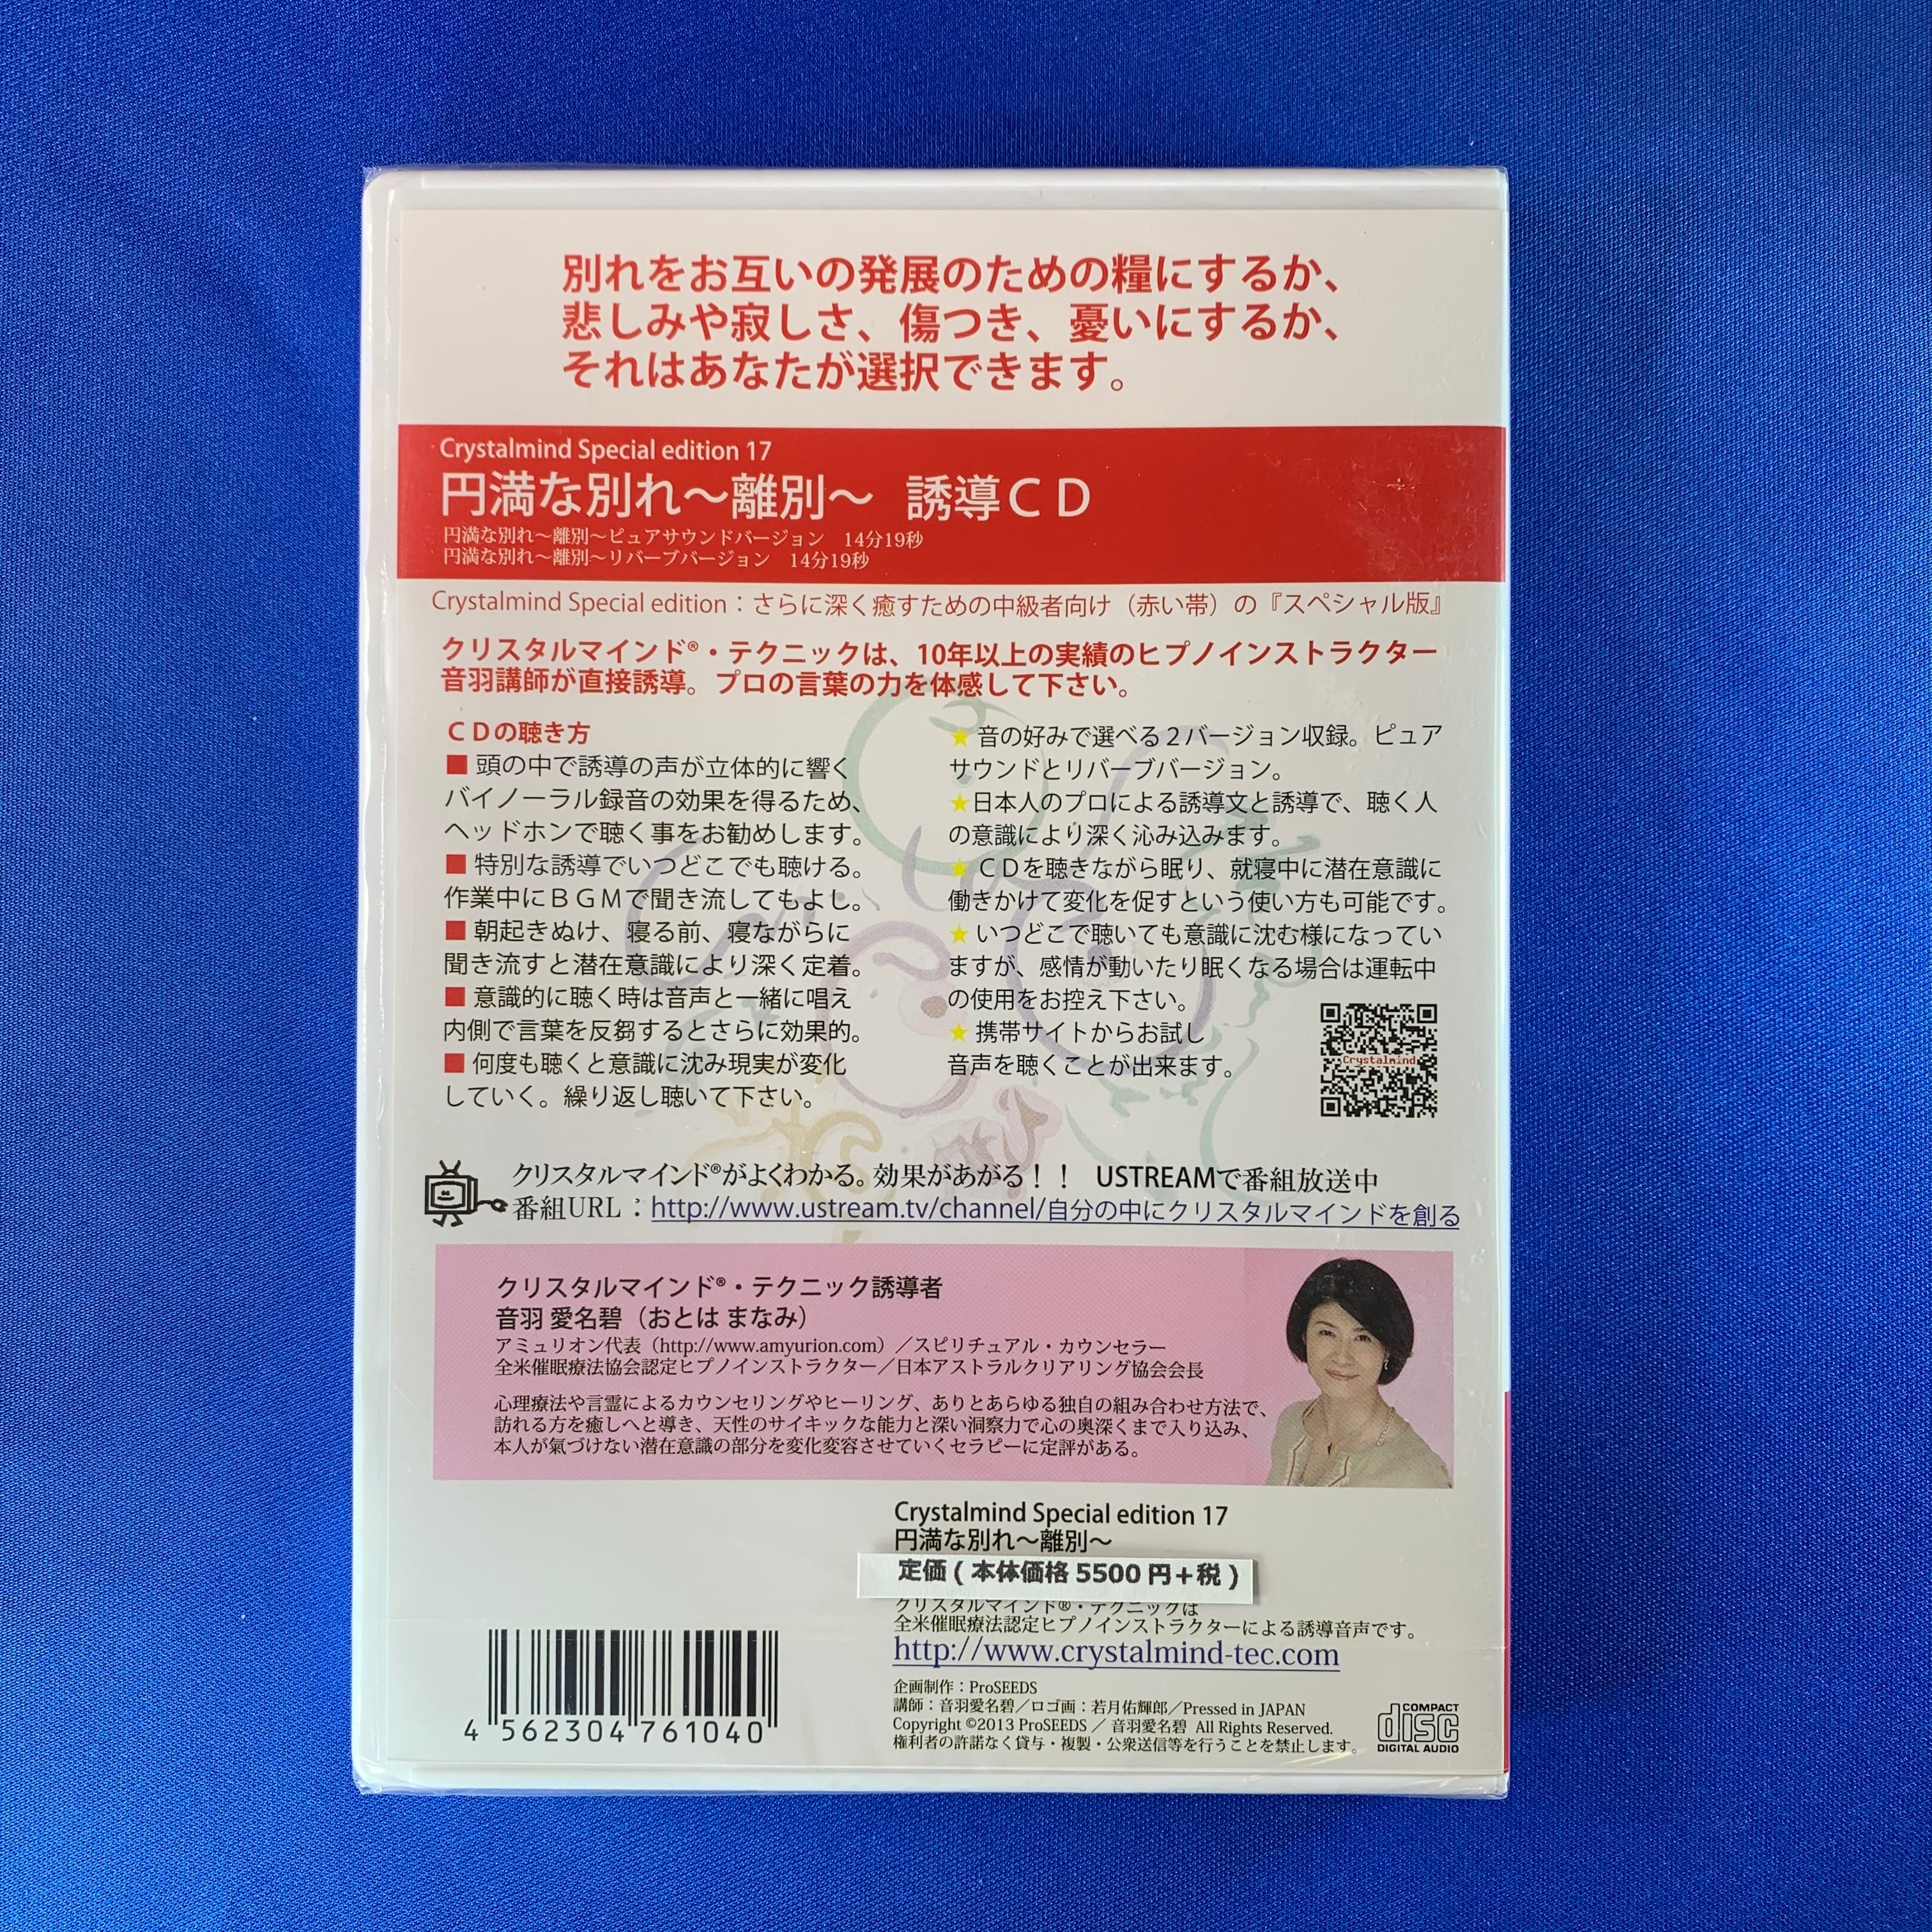 別れをお互いの発展のための糧にするか、
悲しみや寂しさ、傷つき、憂いにするか、
それはあなたが選択できます。
Crystalmind Special edition 17
円満な別れ～離別～ 誘導ＣＤ
円満な別れ～離別～ピュアサウンドバージョン　14分19秒
円満な別れ～離別～リバーブバージョン　14分19秒
Crystalmind Special edition：さらに深く癒すための中級者向け（赤い帯）の『スペシャル版』
クリスタルマインド®・テクニックは、10年以上の実績のヒプノインストラクター
音羽講師が直接誘導。プロの言葉の力を体感して下さい。
ＣＤの聴き方
■ 頭の中で誘導の声が立体的に響く
バイノーラル録音の効果を得るため、
ヘッドホンで聴く事をお勧めします。
■ 特別な誘導でいつどこでも聴ける。
作業中にＢＧＭで聞き流してもよし。
■ 朝起きぬけ、寝る前、寝ながらに
聞き流すと潜在意識により深く定着。
■ 意識的に聴く時は音声と一緒に唱え
内側で言葉を反芻するとさらに効果的。
■ 何度も聴くと意識に沈み現実が変化
していく。繰り返し聴いて下さい。
★ 音の好みで選べる２バージョン収録。ピュア
サウンドとリバーブバージョン。
★日本人のプロによる誘導文と誘導で、聴く人
の意識により深く沁み込みます。
★ ＣＤを聴きながら眠り、就寝中に潜在意識に
働きかけて変化を促すという使い方も可能です。
★ いつどこで聴いても意識に沈む様になってい
ますが、感情が動いたり眠くなる場合は運転中
の使用をお控え下さい。
★ 携帯サイトからお試し
音声を聴くことが出来ます。
Crystalmind
クリスタルマインド®がよくわかる。効果があがる！！　USTREAMで番組放送中
番組URL：http://www.ustream.tv/channel/自分の中にクリスタルマインドを創る
クリスタルマインド®・テクニック誘導者
音羽 愛名碧（おとは まなみ）
アミュリオン代表（http://www.amyurion.com）／スピリチュアル・カウンセラー
全米催眠療法協会認定ヒプノインストラクター／日本アストラルクリアリング協会会長
心理療法や言霊によるカウンセリングやヒーリング、ありとあらゆる独自の組み合わせ方法で、
訪れる方を癒しへと導き、天性のサイキックな能力と深い洞察力で心の奥深くまで入り込み、
本人が氣づけない潜在意識の部分を変化変容させていくセラピーに定評がある。
Crystalmind Special edition 17
円満な別れ～離別～
定価 ( 本体価格 5500 円＋税 )
クリスタルマインド®・テクニックは
全米催眠療法認定ヒプノインストラクターによる誘導音声です。
http://www.crystalmind-tec.com
企画制作：ProSEEDS
講師：音羽愛名碧／ロゴ画：若月佑輝郎／Pressed in JAPAN
Copyright ©2013 ProSEEDS ／ 音羽愛名碧 All Rights Reserved.
権利者の許諾なく貸与・複製・公衆送信等を行うことを禁止します。
4 562304 761040
COMPACT
disc
DIGITAL AUDIO